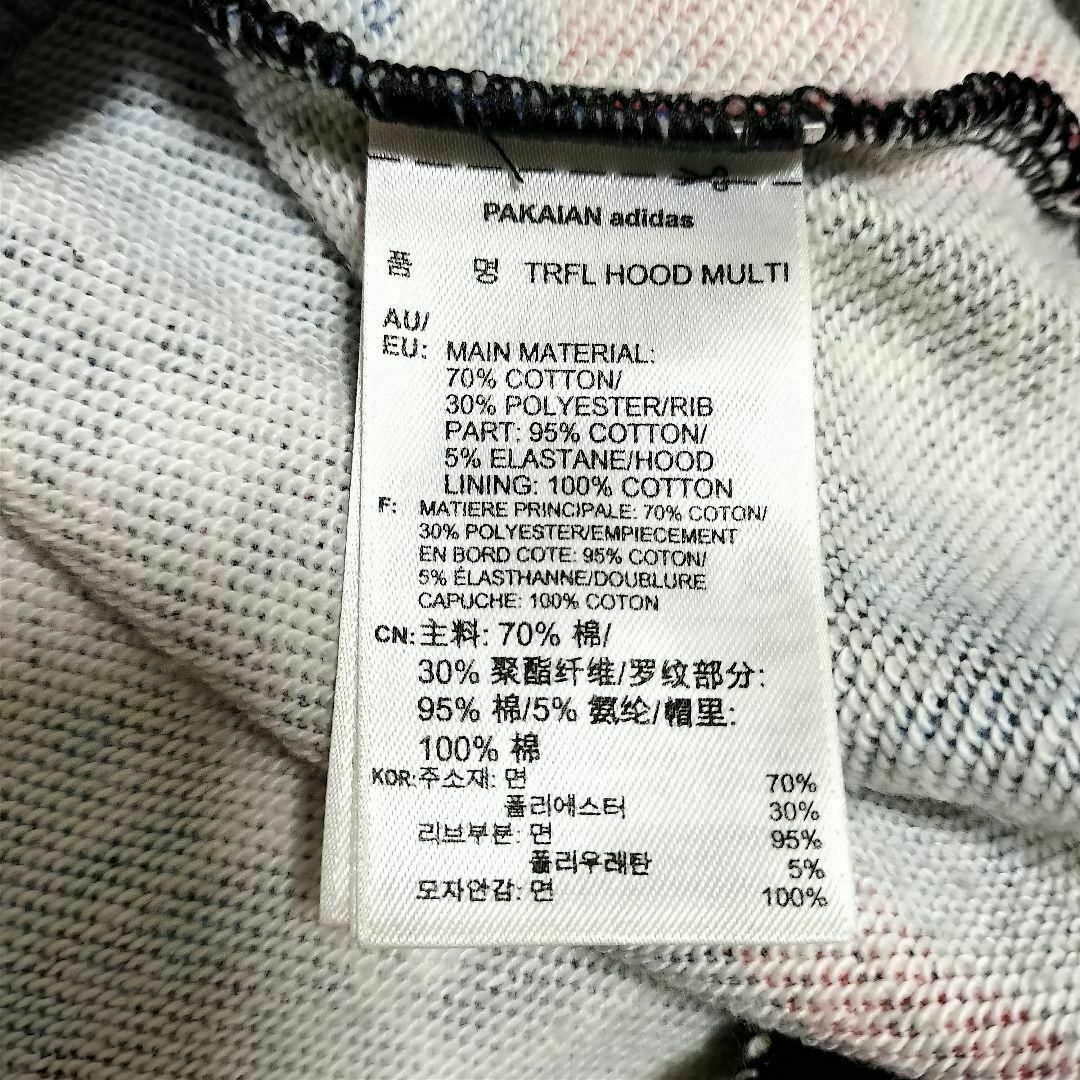 PAKAIAN adidas
품 명 TRFL HOOD MULTI
AU/
EU: MAIN MATERIAL:
70% COTTON/
30% POLYESTER/RIB
PART: 95% COTTON/
5% ELASTANE/HOOD
LINING: 100% COTTON
F: MATIERE PRINCIPALE: 70% COTON/
30% POLYESTER/EMPIECEMENT
EN BORD COTE: 95% COTON/
5% ÉLASTHANNE/DOUBLURE
CAPUCHE: 100% COTON
CN: 主料: 70% 棉/
30% 聚酯纤维/罗纹部分:
95% 棉/5% 氨纶/帽里:
100% 棉
KOR: 주소재: 면 70%
폴리에스터 30%
리브부분: 면 95%
폴리우레탄 5%
모자안감: 면 100%